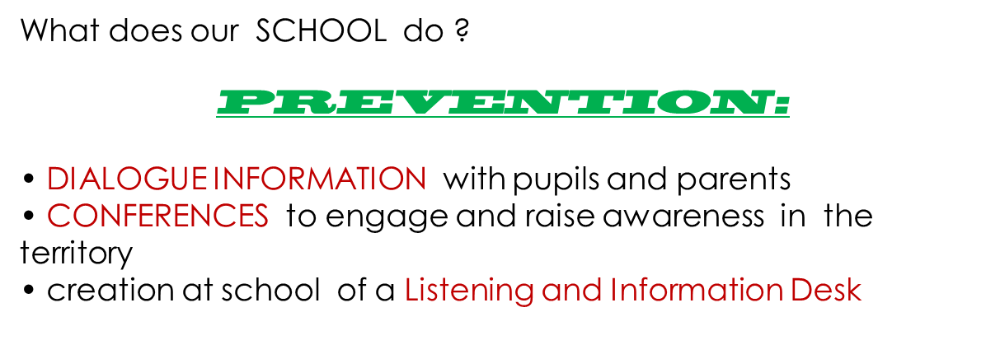 What does our SCHOOL do ?
PREVENTION:
• DIALOGUE INFORMATION with pupils and parents
• CONFERENCES to engage and raise awareness in the
territory
• creation at school of a Listening and Information Desk